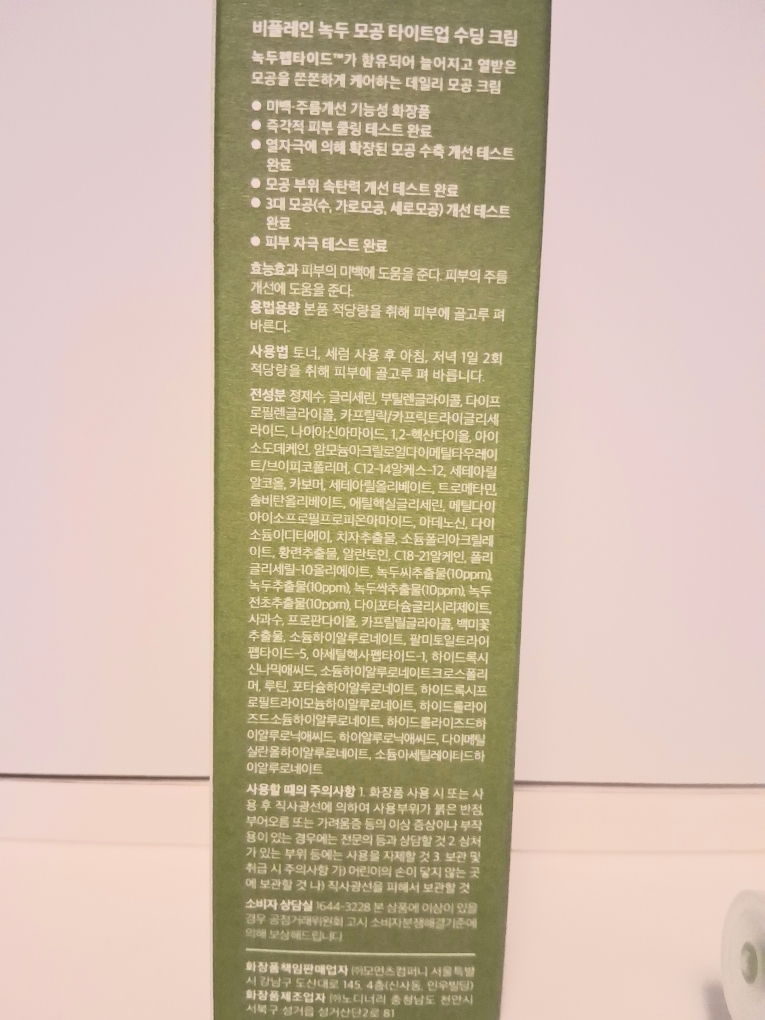 비플레인 녹두 모공 타이트업 수딩 크림
녹두펩타이드™가 함유되어 늘어지고 열받은
모공을 쫀쫀하게 케어하는 데일리 모공 크림
● 미백·주름개선 기능성 화장품
● 즉각적 피부 쿨링 테스트 완료
● 열자극에 의해 확장된 모공 수축 개선 테스트
완료
● 모공 부위 속탄력 개선 테스트 완료
● 3대 모공(수, 가로모공, 세로모공) 개선 테스트
완료
● 피부 자극 테스트 완료
효능효과 피부의 미백에 도움을 준다. 피부의 주름
개선에 도움을 준다.
용법용량 본품 적당량을 취해 피부에 골고루 펴
바른다.
사용법 토너, 세럼 사용 후 아침, 저녁 1일 2회
적당량을 취해 피부에 골고루 펴 바릅니다.
전성분 정제수, 글리세린, 부틸렌글라이콜, 다이프
로필렌글라이콜, 카프릴릭/카프릭트라이글리세
라이드, 나이아신아마이드, 1,2-헥산다이올, 아이
소도데케인, 암모늄아크릴로일다이메틸타우레이
트/브이피코폴리머, C12-14알케스-12, 세테아릴
알코올, 카보머, 세테아릴올리베이트, 트로메타민,
솔비탄올리베이트, 에틸헥실글리세린, 메틸다이
아이소프로필프로피온아마이드, 아데노신, 다이
소듐이디티에이, 치자추출물, 소듐폴리아크릴레
이트, 황련추출물, 알란토인, C18-21알케인, 폴리
글리세릴-10올리에이트, 녹두씨추출물(10ppm),
녹두추출물(10ppm), 녹두싹추출물(10ppm), 녹두
전초추출물(10ppm), 다이포타슘글리시리제이트,
사과수, 프로판다이올, 카프릴릴글라이콜, 백미꽃
추출물, 소듐하이알루로네이트, 팔미토일트라이
펩타이드-5, 아세틸헥사펩타이드-1, 하이드록시
신나믹애씨드, 소듐하이알루로네이트크로스폴리
머, 루틴, 포타슘하이알루로네이트, 하이드록시프
로필트라이모늄하이알루로네이트, 하이드롤라이
즈드소듐하이알루로네이트, 하이드롤라이즈드하
이알루로닉애씨드, 하이알루로닉애씨드, 다이메틸
실란올하이알루로네이트, 소듐아세틸레이티드하
이알루로네이트
사용할 때의 주의사항 1. 화장품 사용 시 또는 사
용 후 직사광선에 의하여 사용부위가 붉은 반점,
부어오름 또는 가려움증 등의 이상 증상이나 부작
용이 있는 경우에는 전문의 등과 상담할 것 2. 상처
가 있는 부위 등에는 사용을 자제할 것 3. 보관 및
취급 시 주의사항 가) 어린이의 손이 닿지 않는 곳
에 보관할 것 나) 직사광선을 피해서 보관할 것
소비자 상담실 1644-3228 본 상품에 이상이 있을
경우 공정거래위원회 고시 소비자분쟁해결기준에
의해 보상해드립니다.
화장품책임판매업자 ㈜모먼츠컴퍼니 서울특별
시 강남구 도산대로 145, 4층(신사동, 인우빌딩)
화장품제조업자 ㈜노디너리 충청남도 천안시
서북구 성거읍 성거산단2로 81